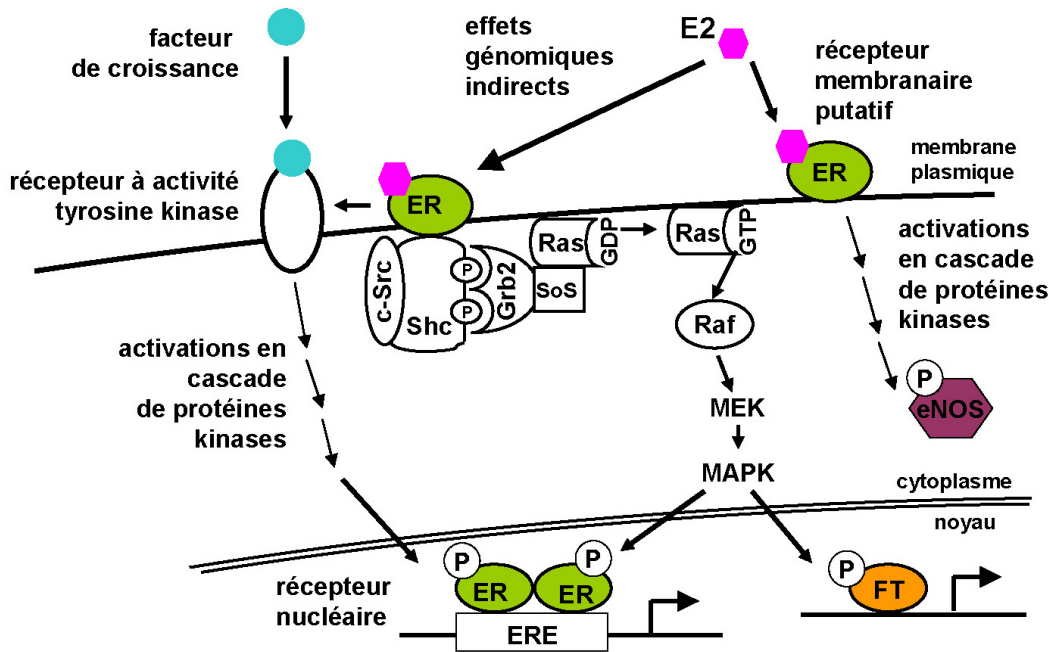 facteur
de croissance
effets
génomiques
indirects
E2
récepteur
membranaire
putatif
membrane
plasmique
récepteur à activité
tyrosine kinase
ER
ER
c-Src
Shc
P
P
Grb2
SoS
Ras
GDP
Ras
GTP
Raf
MEK
MAPK
activations
en cascade
de protéines
kinases
P
eNOS
activations en
cascade
de protéines
kinases
cytoplasme
noyau
récepteur
nucléaire
P
ER
P
ER
ERE
P
FT